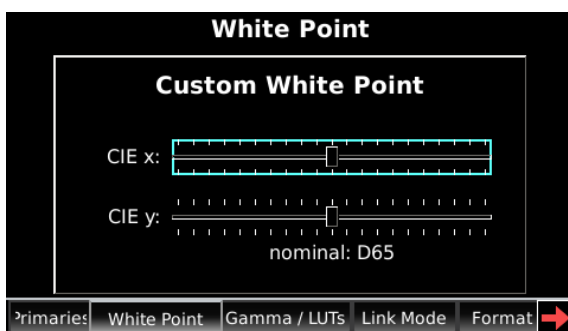 White Point
Custom White Point
CIE x:
CIE y:
nominal: D65
Primaries White Point Gamma / LUTs Link Mode Format